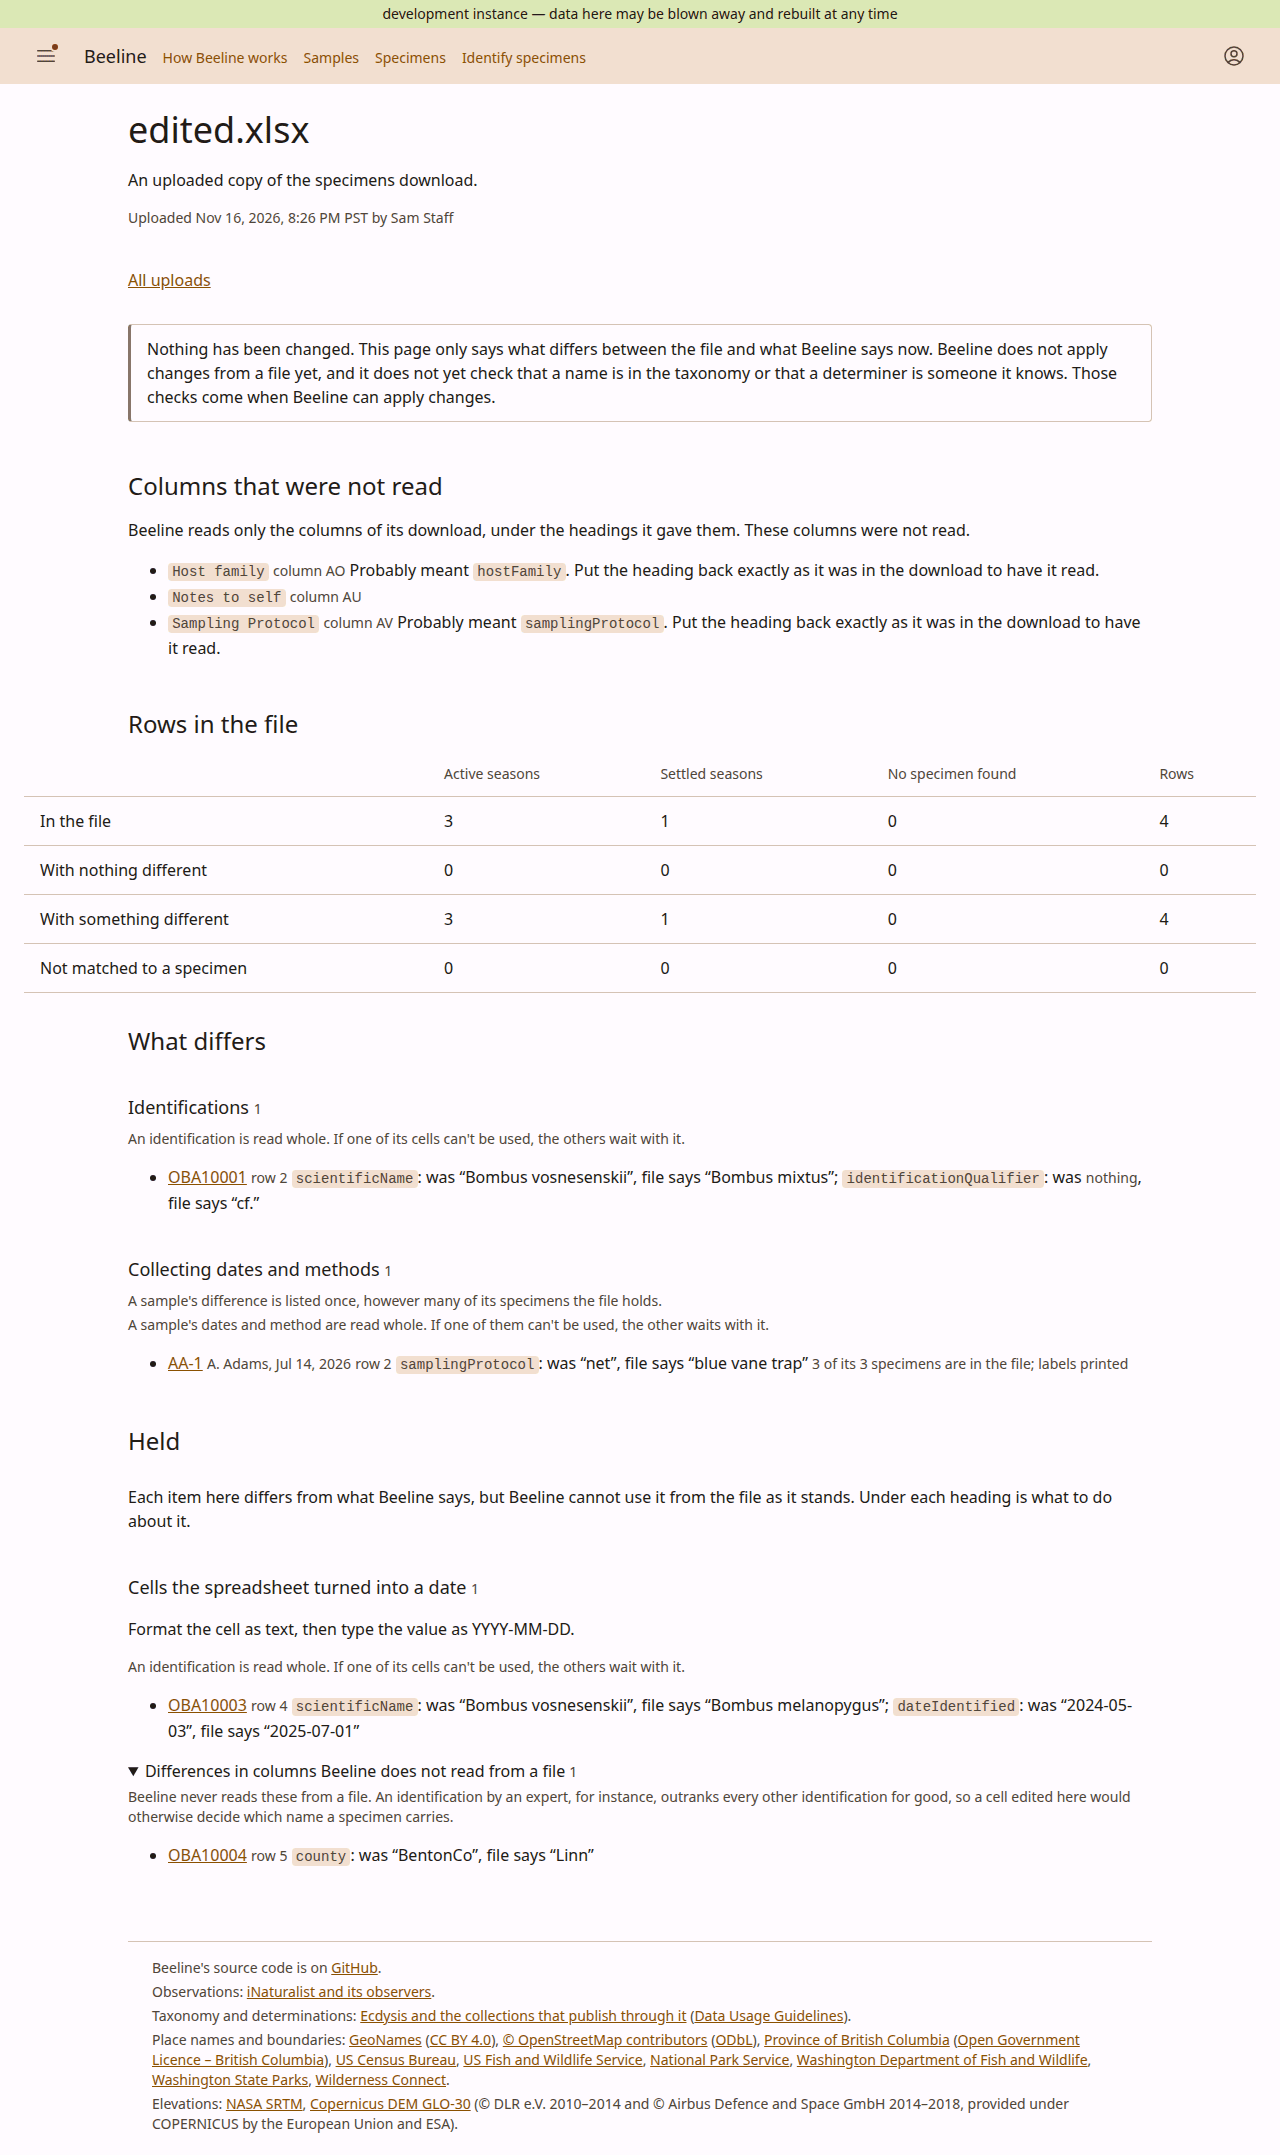 development instance — data here may be blown away and rebuilt at any time
Beeline How Beeline works Samples Specimens Identify specimens
edited.xlsx
An uploaded copy of the specimens download.
Uploaded Nov 16, 2026, 8:26 PM PST by Sam Staff
All uploads
Nothing has been changed. This page only says what differs between the file and what Beeline says now. Beeline does not apply
changes from a file yet, and it does not yet check that a name is in the taxonomy or that a determiner is someone it knows. Those
checks come when Beeline can apply changes.
Columns that were not read
Beeline reads only the columns of its download, under the headings it gave them. These columns were not read.
Host family column AO Probably meant hostFamily. Put the heading back exactly as it was in the download to have it read.
Notes to self column AU
Sampling Protocol column AV Probably meant samplingProtocol. Put the heading back exactly as it was in the download to have
it read.
Rows in the file
Active seasons Settled seasons No specimen found Rows
In the file 3 1 0 4
With nothing different 0 0 0 0
With something different 3 1 0 4
Not matched to a specimen 0 0 0 0
What differs
Identifications 1
An identification is read whole. If one of its cells can't be used, the others wait with it.
OBA10001 row 2 scientificName: was “Bombus vosnesenskii”, file says “Bombus mixtus”; identificationQualifier: was nothing,
file says “cf.”
Collecting dates and methods 1
A sample's difference is listed once, however many of its specimens the file holds.
A sample's dates and method are read whole. If one of them can't be used, the other waits with it.
AA-1 A. Adams, Jul 14, 2026 row 2 samplingProtocol: was “net”, file says “blue vane trap” 3 of its 3 specimens are in the file; labels printed
Held
Each item here differs from what Beeline says, but Beeline cannot use it from the file as it stands. Under each heading is what to do
about it.
Cells the spreadsheet turned into a date 1
Format the cell as text, then type the value as YYYY-MM-DD.
An identification is read whole. If one of its cells can't be used, the others wait with it.
OBA10003 row 4 scientificName: was “Bombus vosnesenskii”, file says “Bombus melanopygus”; dateIdentified: was “2024-05-
03”, file says “2025-07-01”
Differences in columns Beeline does not read from a file 1
Beeline never reads these from a file. An identification by an expert, for instance, outranks every other identification for good, so a cell edited here would
otherwise decide which name a specimen carries.
OBA10004 row 5 county: was “BentonCo”, file says “Linn”
Beeline's source code is on GitHub.
Observations: iNaturalist and its observers.
Taxonomy and determinations: Ecdysis and the collections that publish through it (Data Usage Guidelines).
Place names and boundaries: GeoNames (CC BY 4.0), © OpenStreetMap contributors (ODbL), Province of British Columbia (Open Government
Licence – British Columbia), US Census Bureau, US Fish and Wildlife Service, National Park Service, Washington Department of Fish and Wildlife,
Washington State Parks, Wilderness Connect.
Elevations: NASA SRTM, Copernicus DEM GLO-30 (© DLR e.V. 2010–2014 and © Airbus Defence and Space GmbH 2014–2018, provided under
COPERNICUS by the European Union and ESA).